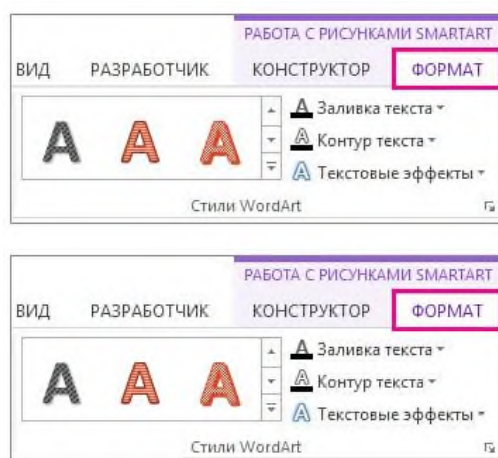 РАБОТА С РИСУНКАМИ SMARTART
ВИД РАЗРАБОТЧИК КОНСТРУКТОР ФОРМАТ
A A A
A Заливка текста
A Контур текста
A Текстовые эффекты
Стили WordArt
РАБОТА С РИСУНКАМИ SMARTART
ВИД РАЗРАБОТЧИК КОНСТРУКТОР ФОРМАТ
A A A
A Заливка текста
A Контур текста
A Текстовые эффекты
Стили WordArt